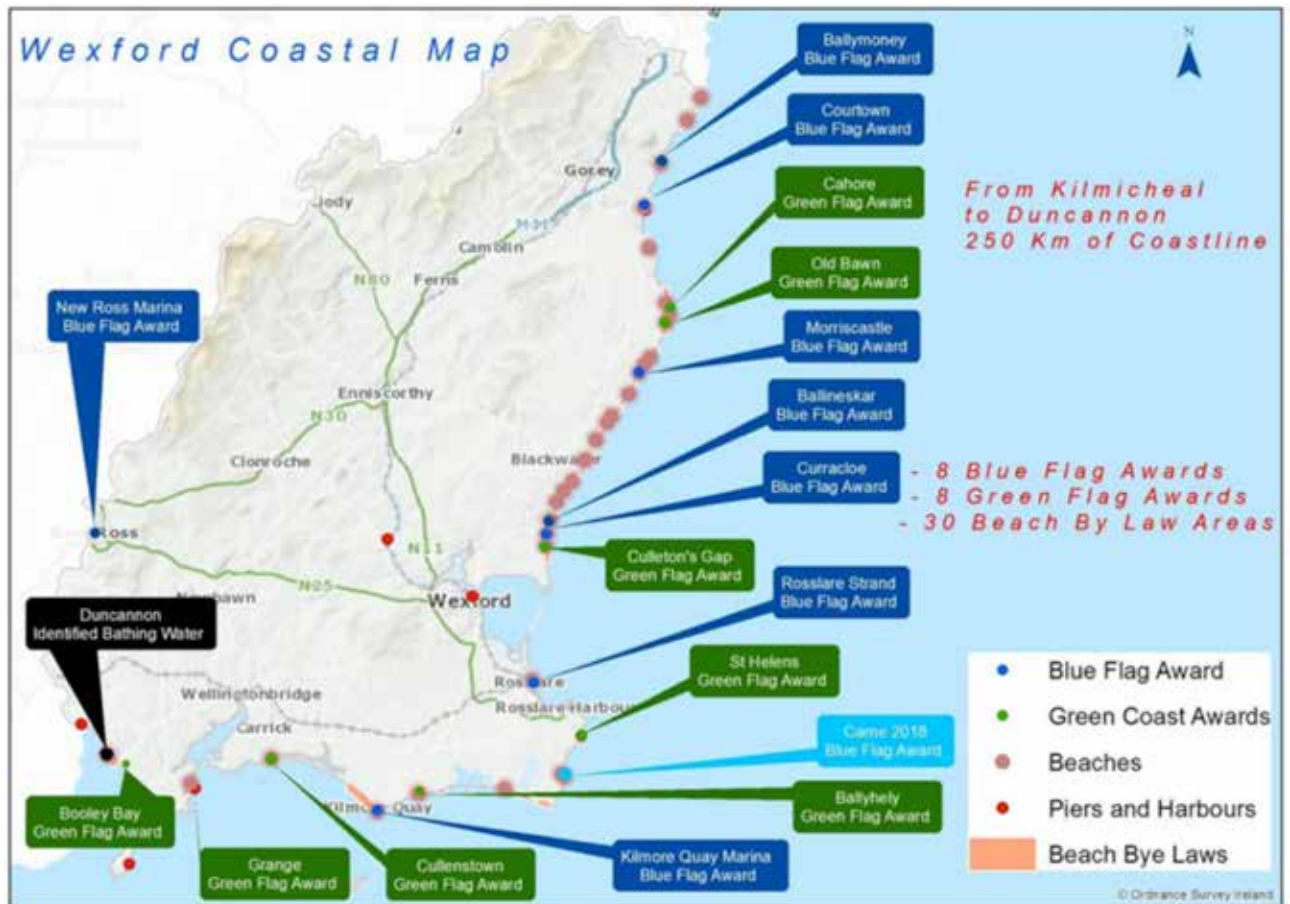 Wexford Coastal Map
N
Ballymoney
Blue Flag Award
Courtown
Blue Flag Award
Cahore
Green Flag Award
From Kilmicheal
to Duncannon
250 Km of Coastline
Old Bawn
Green Flag Award
Morriscastle
Blue Flag Award
Ballineskar
Blue Flag Award
Curracloe
Blue Flag Award
- 8 Blue Flag Awards
- 8 Green Flag Awards
- 30 Beach By Law Areas
Culleton's Gap
Green Flag Award
Rosslare Strand
Blue Flag Award
St Helens
Green Flag Award
Carne 2018
Blue Flag Award
Ballyhely
Green Flag Award
Kilmore Quay Marina
Blue Flag Award
Cullenstown
Green Flag Award
Grange
Green Flag Award
Booley Bay
Green Flag Award
Duncannon
Identified Bathing Water
New Ross Marina
Blue Flag Award
Gorey
Camolin
Ferns
N80
Enniscorthy
N30
Clonroche
Blackwater
Ross
N11
N25
Wexford
Wellingtonbridge
Carrick
Rosslare
Rosslare Harbour
Kilmore Quay
Blue Flag Award
Green Coast Awards
Beaches
Piers and Harbours
Beach Bye Laws
© Ordnance Survey Ireland